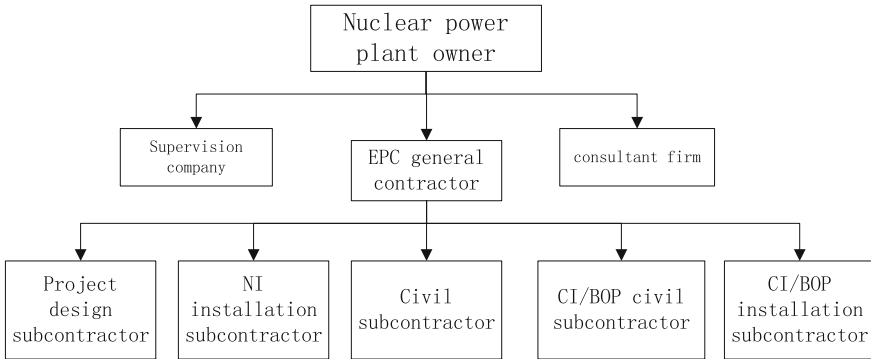 Nuclear power
plant owner
Supervision
company
EPC general
contractor
consultant firm
Project
design
subcontractor
NI
installation
subcontractor
Civil
subcontractor
CI/BOP civil
subcontractor
CI/BOP
installation
subcontractor